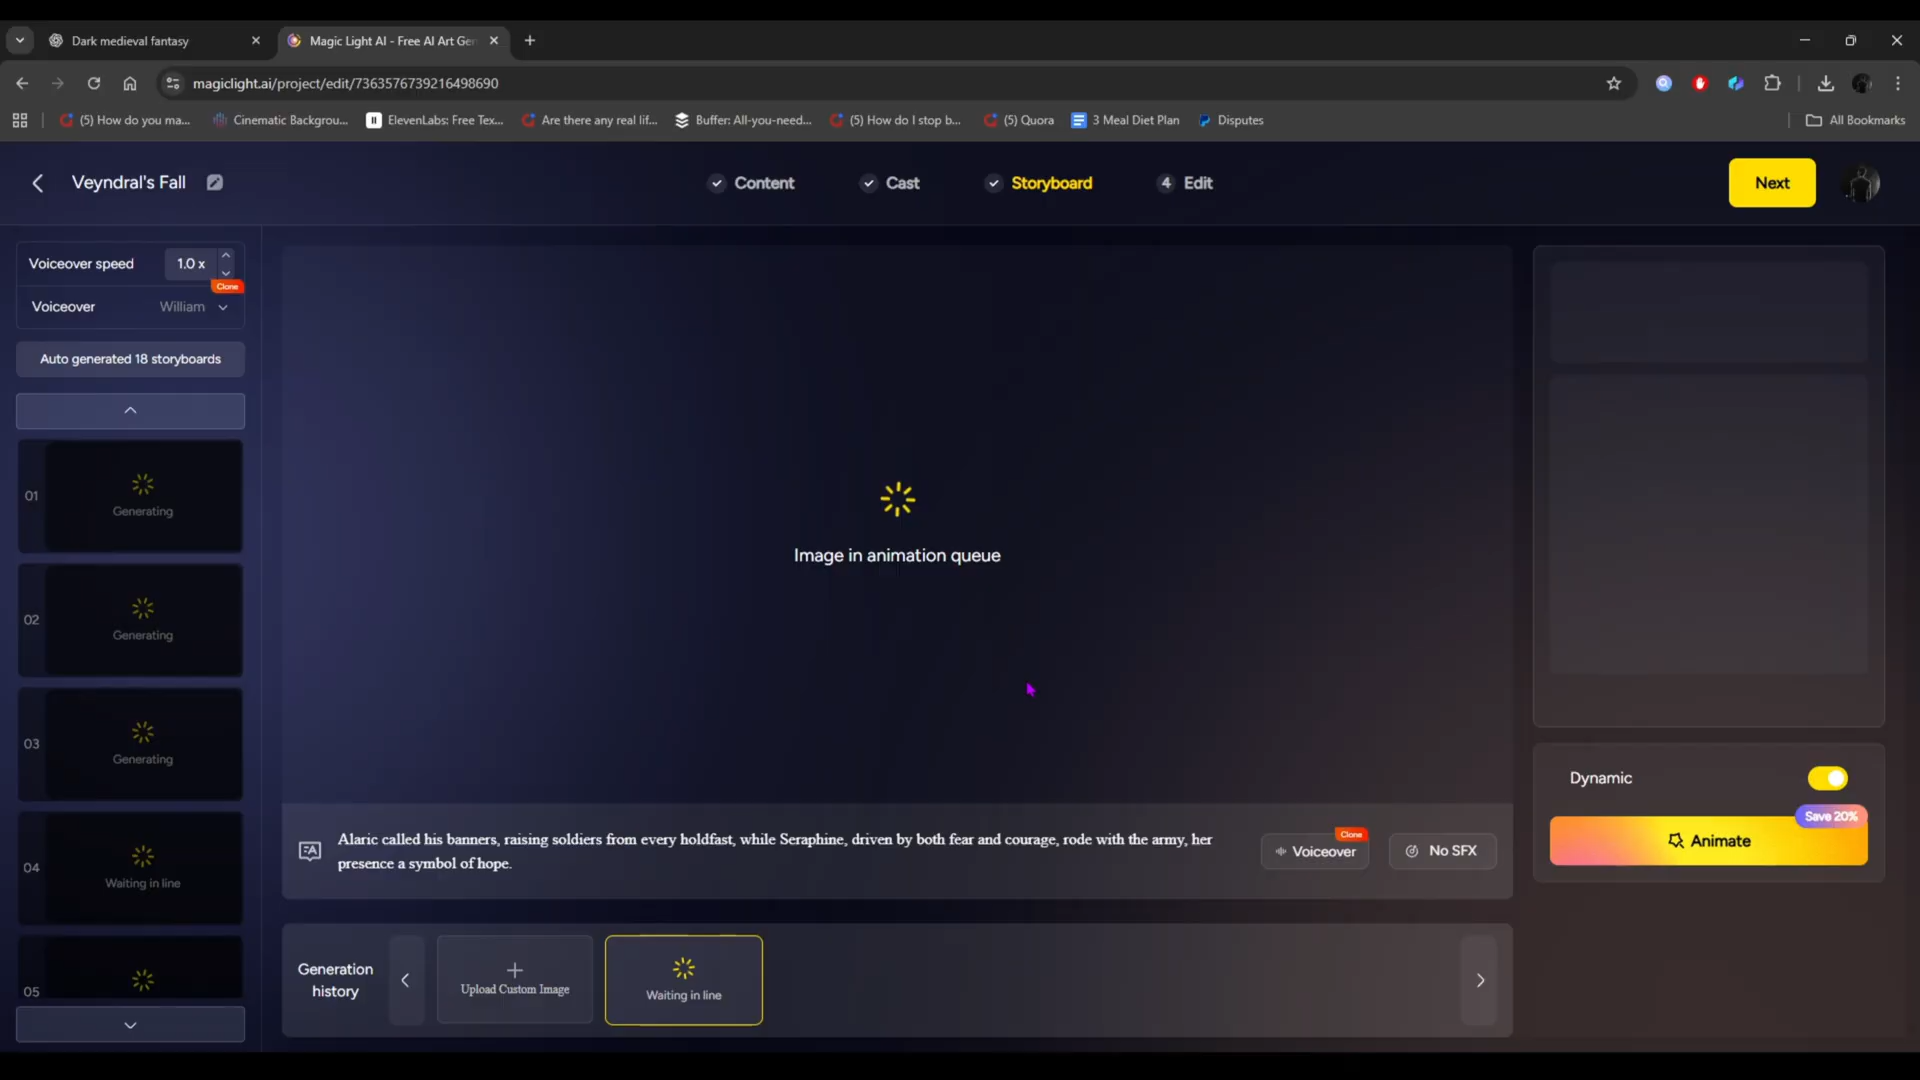 Dark medieval fantasy
Magic Light AI - Free AI Art Gen
magiclight.ai/project/edit/7363576739216498690
(5) How do you ma...
Cinematic Backgrou...
ElevenLabs: Free Tex...
Are there any real lif...
Buffer: All-you-need...
(5) How do I stop b...
(5) Quora
3 Meal Diet Plan
Disputes
All Bookmarks
Veyndral's Fall
Content
Cast
Storyboard
4 Edit
Next
Voiceover speed 1.0 x
Clone
Voiceover William
Auto generated 18 storyboards
01
Generating
02
Generating
03
Generating
04
Waiting in line
05
Image in animation queue
Alaric called his banners, raising soldiers from every holdfast, while Seraphine, driven by both fear and courage, rode with the army, her
presence a symbol of hope.
Clone
Voiceover
No SFX
Generation
history
Upload Custom Image
Waiting in line
Dynamic
Save 20%
Animate